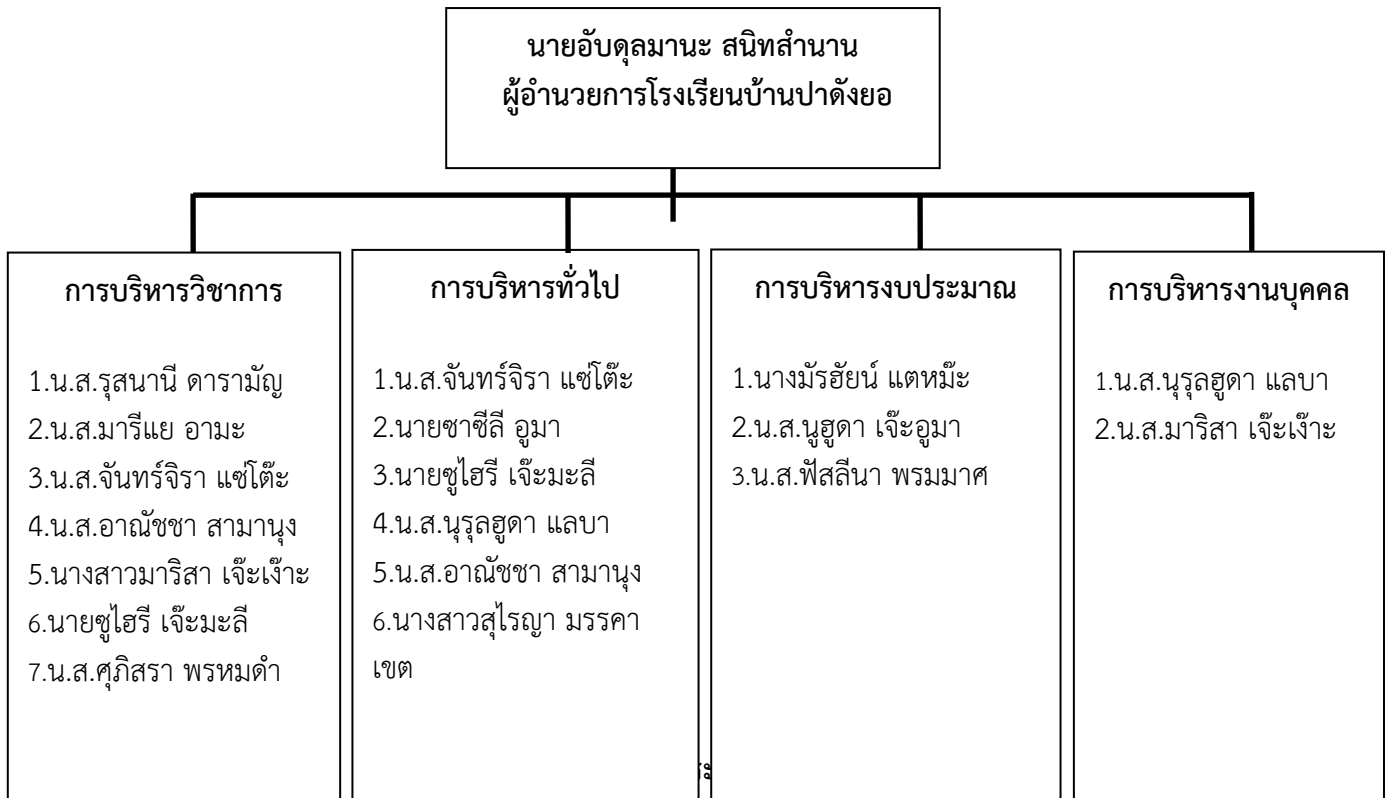 นายอับดุลมานะ สนิทสำนาน
ผู้อำนวยการโรงเรียนบ้านปาดังยอ
การบริหารวิชาการ
1.น.ส.รุสนานี ดารามัญ
2.น.ส.มารีแย อามะ
3.น.ส.จันทร์จิรา แซ่โต๊ะ
4.น.ส.อาณัชชา สามานุง
5.นางสาวมาริสา เจ๊ะเง๊าะ
6.นายซูไฮรี เจ๊ะมะลี
7.น.ส.ศุภิสรา พรหมดำ
การบริหารทั่วไป
1.น.ส.จันทร์จิรา แซ่โต๊ะ
2.นายซาซีลี อูมา
3.นายซูไฮรี เจ๊ะมะลี
4.น.ส.นุรุลฮูดา แลบา
5.น.ส.อาณัชชา สามานุง
6.นางสาวสุไรญา มรรคา
เขต
การบริหารงบประมาณ
1.นางมัรฮัยน์ แตหม๊ะ
2.น.ส.นูฮูดา เจ๊ะอูมา
3.น.ส.ฟัสลีนา พรมมาศ
การบริหารงานบุคคล
1.น.ส.นุรุลฮูดา แลบา
2.น.ส.มาริสา เจ๊ะเง๊าะ